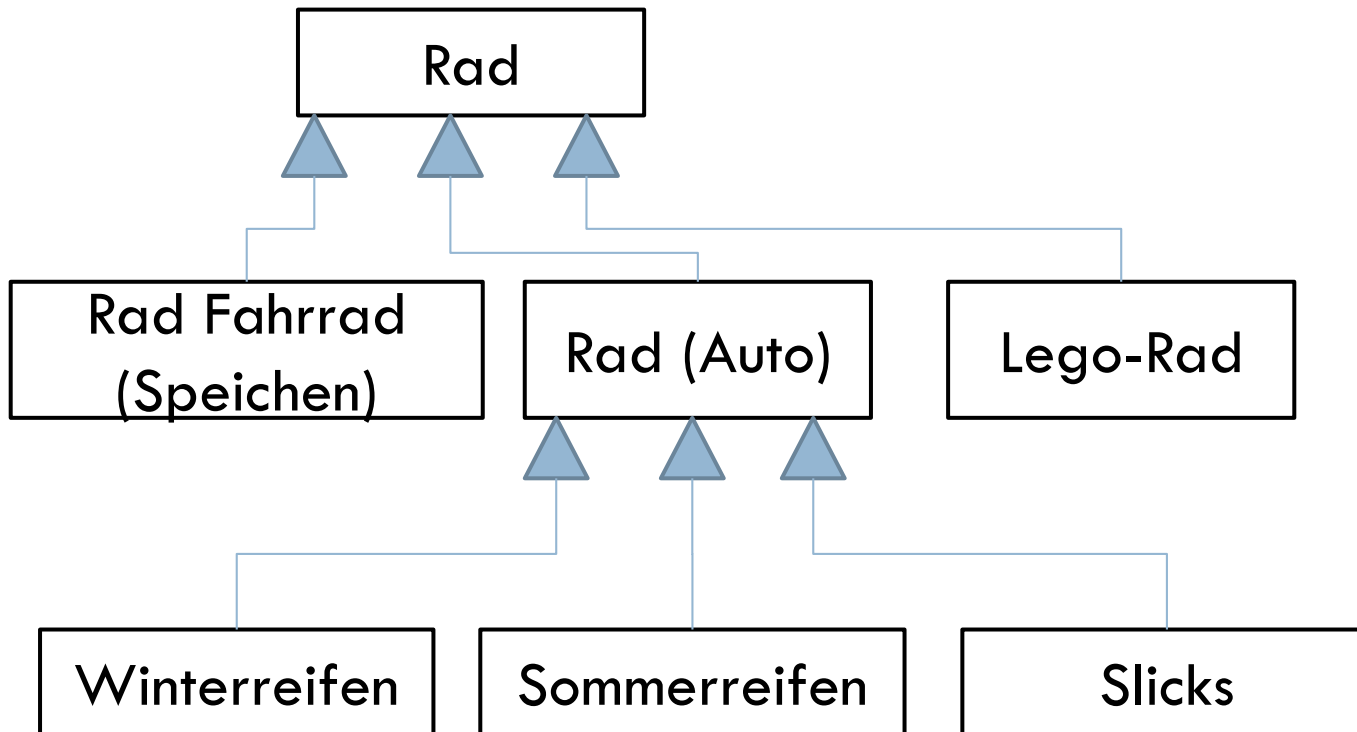 Rad
Rad Fahrrad
(Speichen)
Rad (Auto)
Lego-Rad
Winterreifen
Sommerreifen
Slicks